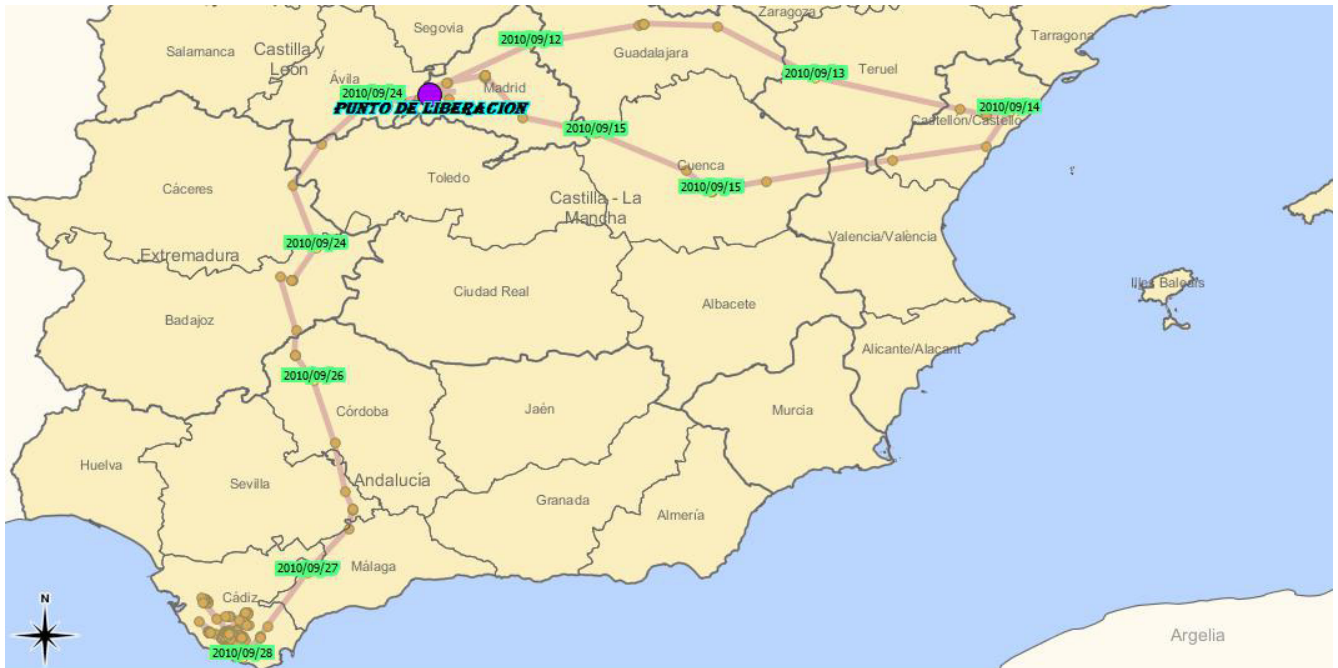 Zaragoza
Segovia
Tarragona
2010/09/12
Salamanca
Castilla y
León
Guadalajara
Teruel
2010/09/13
Ávila
Madrid
2010/09/24
PUNTO DE LIBERACION
2010/09/14
Castellón/Castelló
2010/09/15
Cuenca
Cáceres
Toledo
2010/09/15
Castilla - La
Mancha
2010/09/24
Valencia/València
Extremadura
Illes Balears
Ciudad Real
Albacete
Badajoz
Alicante/Alacant
2010/09/26
Córdoba
Jaén
Murcia
Huelva
Sevilla
Andalucía
Granada
Almería
2010/09/27
Málaga
Cádiz
N
Argelia
2010/09/28